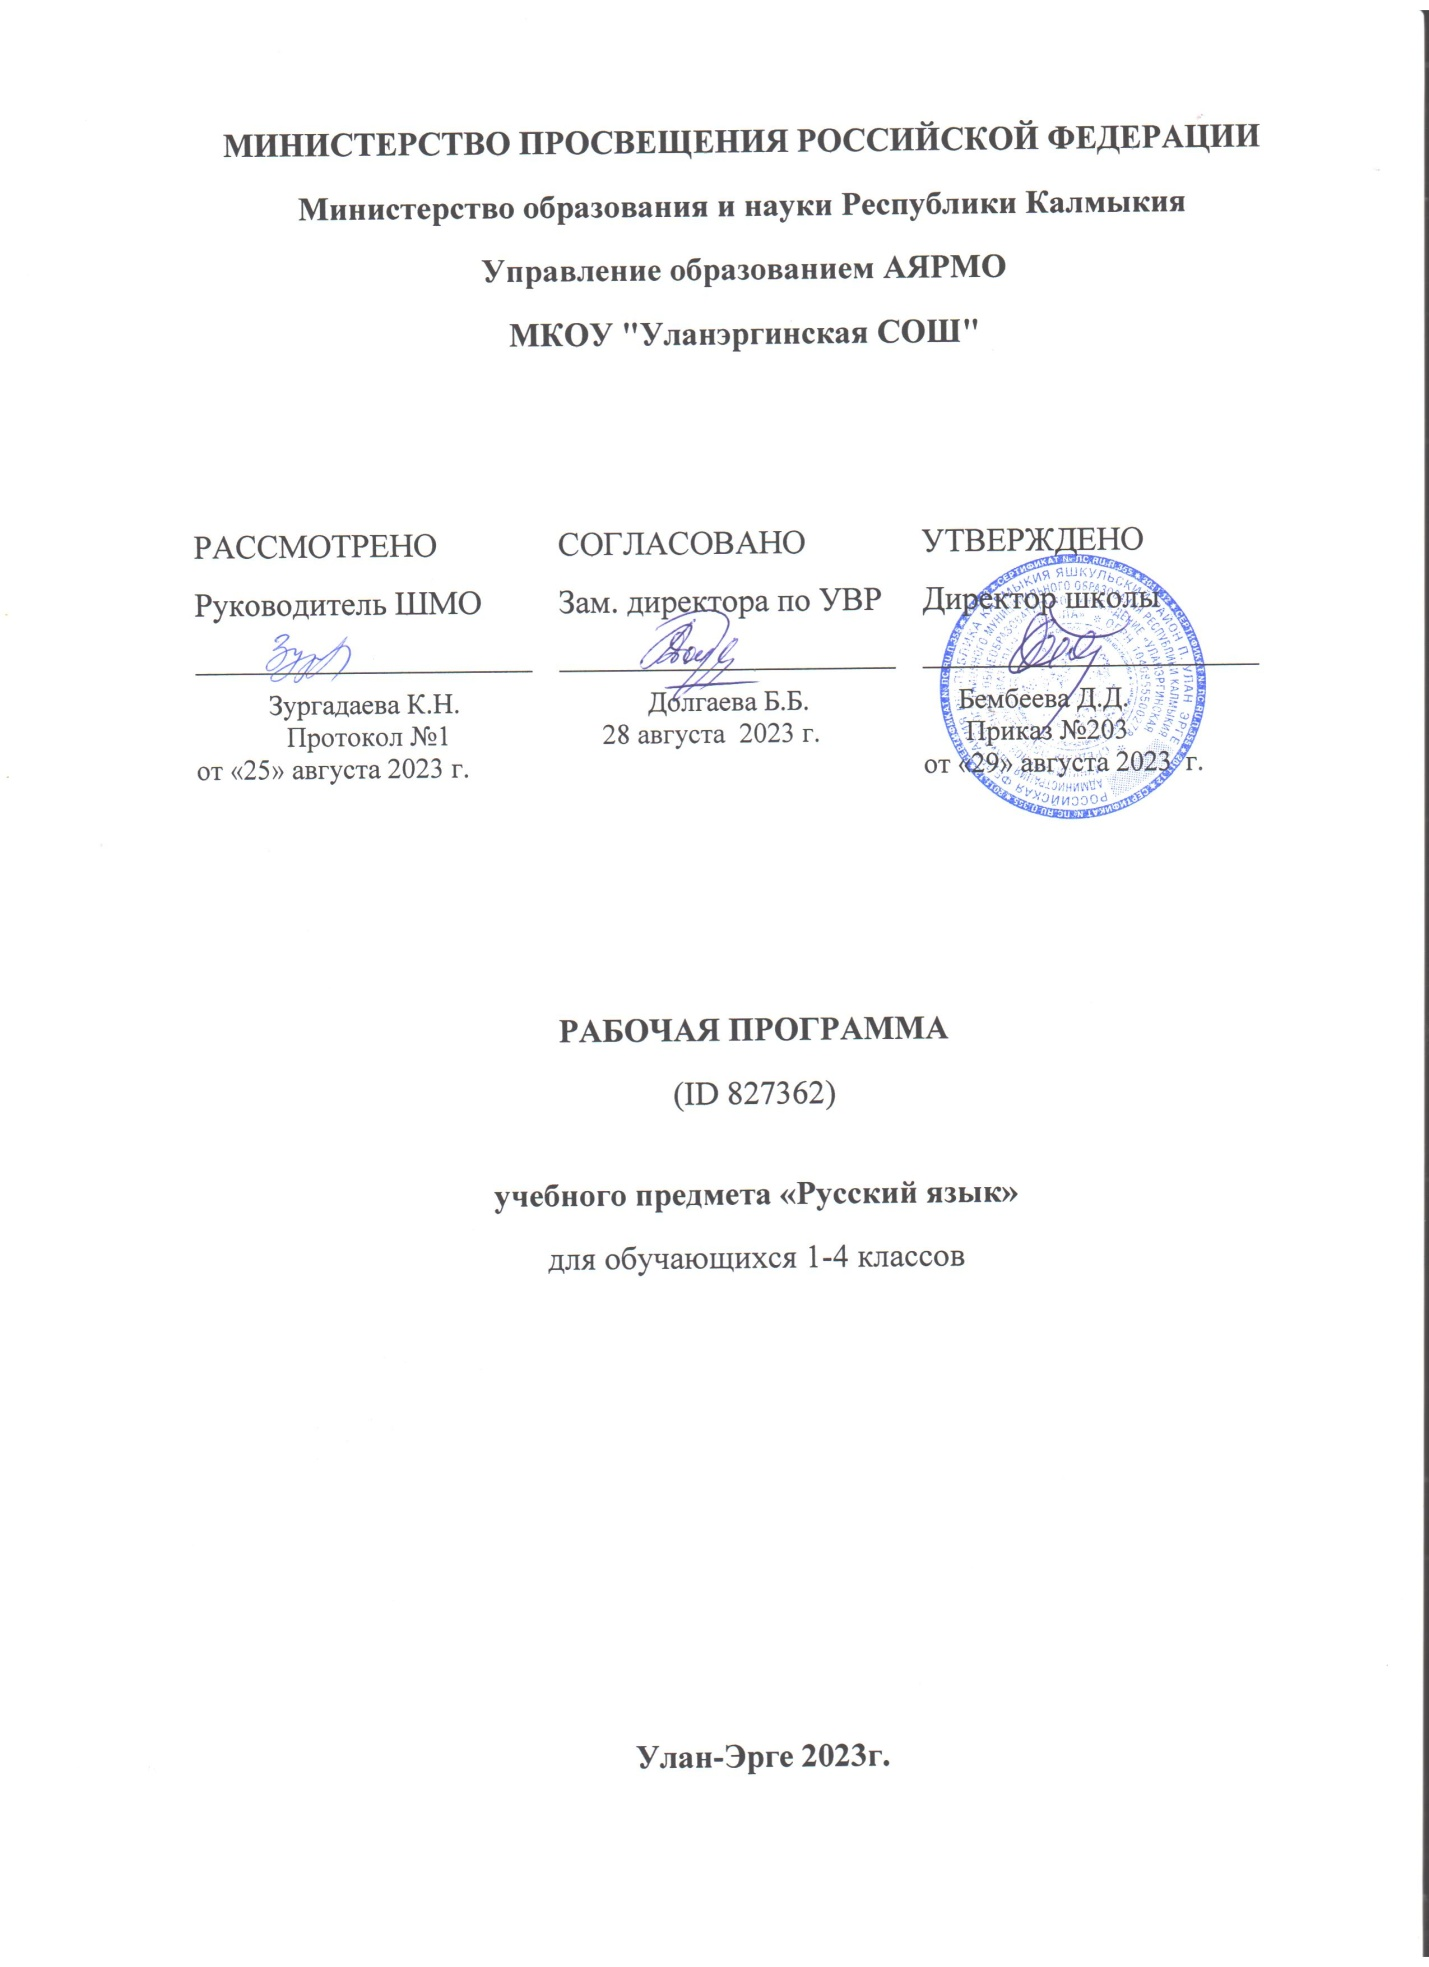 МИНИСТЕРСТВО ПРОСВЕЩЕНИЯ РОССИЙСКОЙ ФЕДЕРАЦИИ
Министерство образования и науки Республики Калмыкия
Управление образованием АЯРМО
МКОУ "Уланэргинская СОШ"
РАССМОТРЕНО
Руководитель ШМО
Зургадаева К.Н.
Протокол №1
от «25» августа 2023 г.
СОГЛАСОВАНО
Зам. директора по УВР
Долгаева Б.Б.
28 августа 2023 г.
УТВЕРЖДЕНО
Директор школы
Бембеева Д.Д.
Приказ №203
от «29» августа 2023 г.
РАБОЧАЯ ПРОГРАММА
(ID 827362)
учебного предмета «Русский язык»
для обучающихся 1-4 классов
Улан-Эрге 2023г.